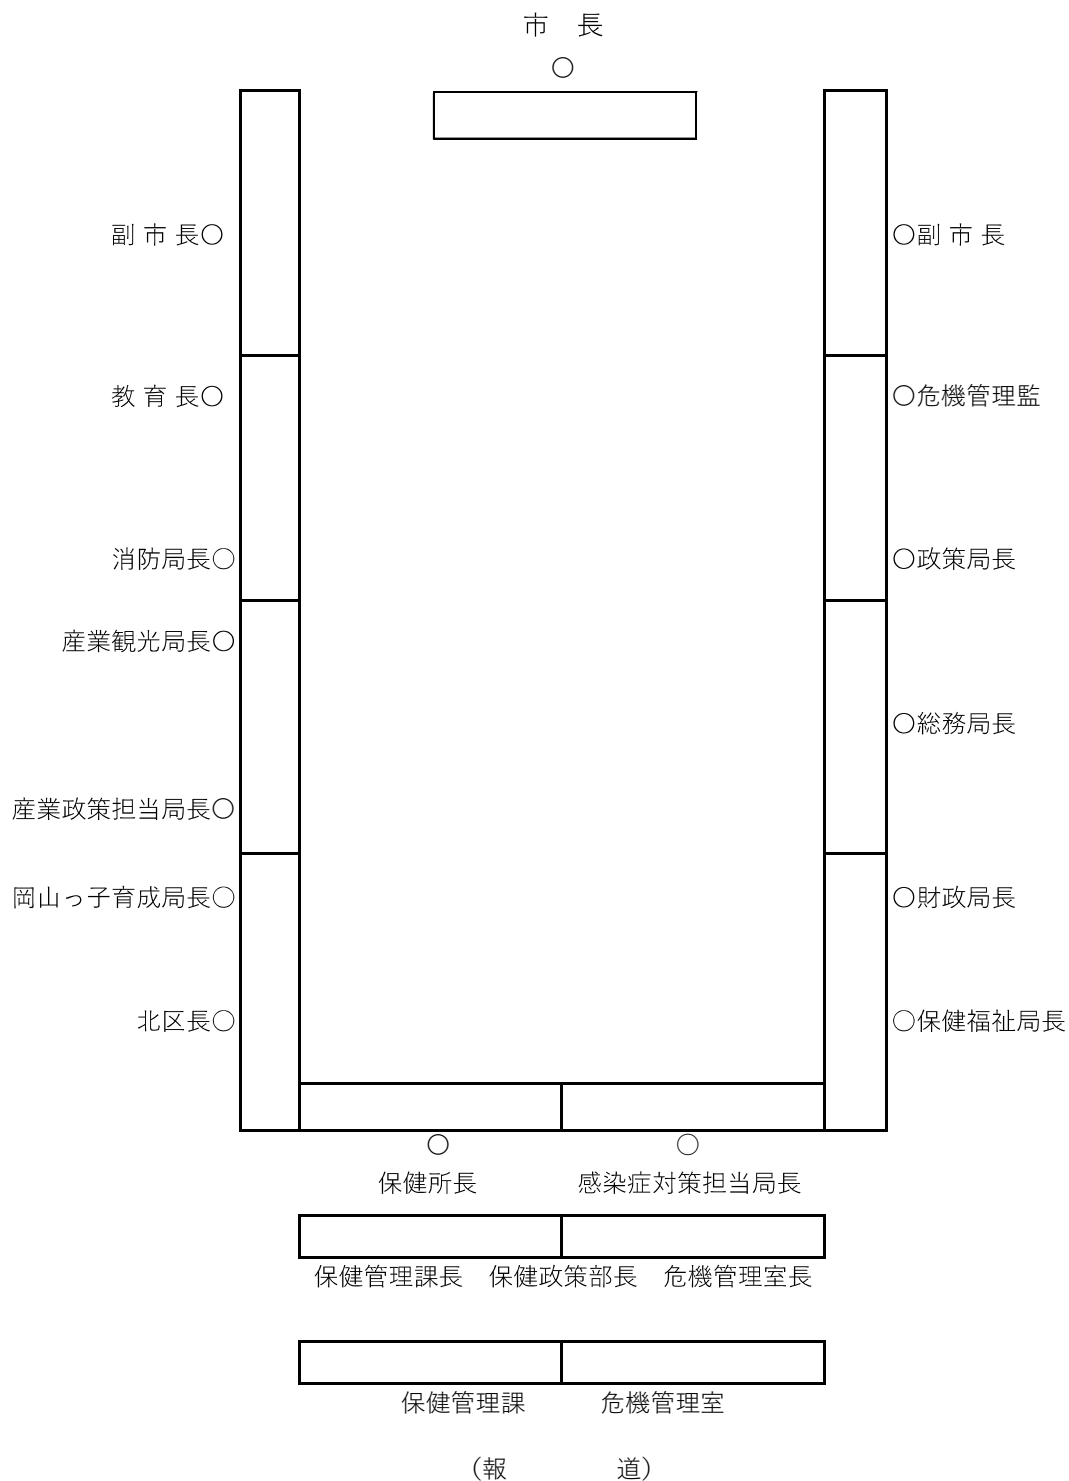 市　長
○
副 市 長○　○副 市 長
教 育 長○　○危機管理監
消防局長○　○政策局長
産業観光局長○
○総務局長
産業政策担当局長○
岡山っ子育成局長○　○財政局長
北区長○　○保健福祉局長
○　○
保健所長　感染症対策担当局長
保健管理課長　保健政策部長　危機管理室長
保健管理課　危機管理室
（報　　　　道）